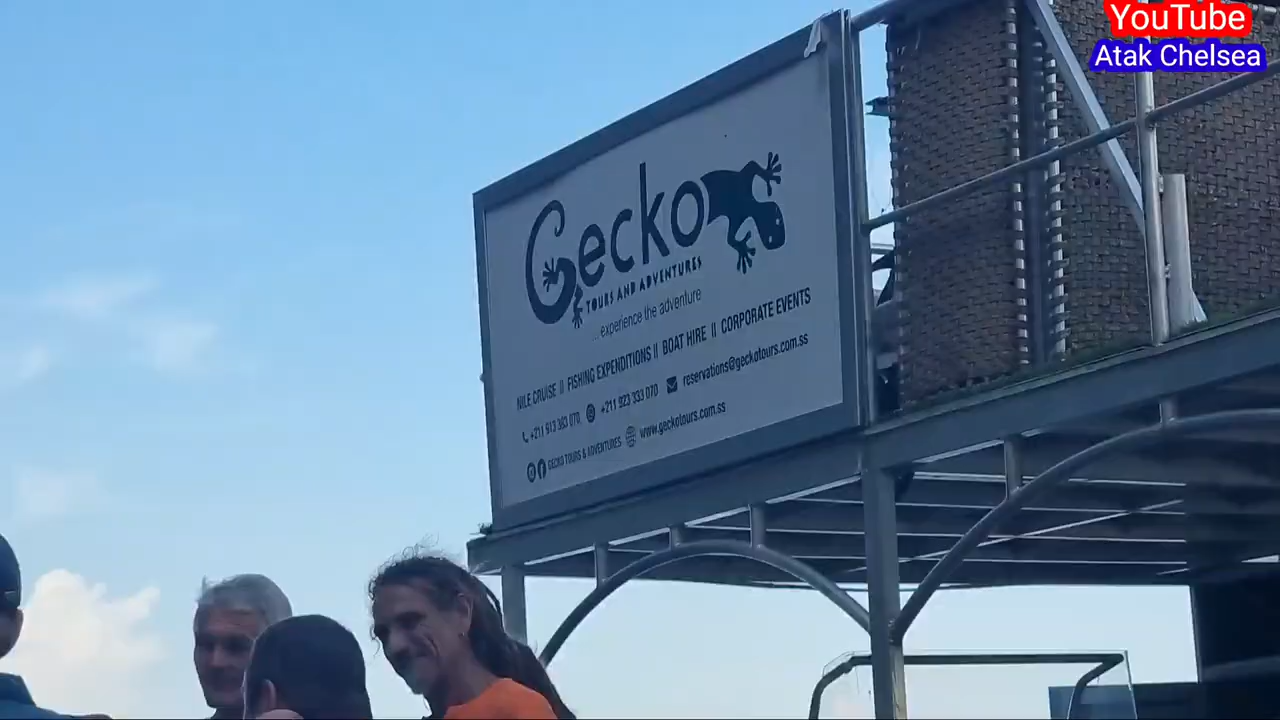 YouTube
Atak Chelsea
Gecko
TOURS AND ADVENTURES
...experience the adventure
NILE CRUISE || FISHING EXPENDITIONS || BOAT HIRE || CORPORATE EVENTS
+211 923 333 070 reservations@geckotours.com.ss
GECKO TOURS & ADVENTURES www.geckotours.com.ss